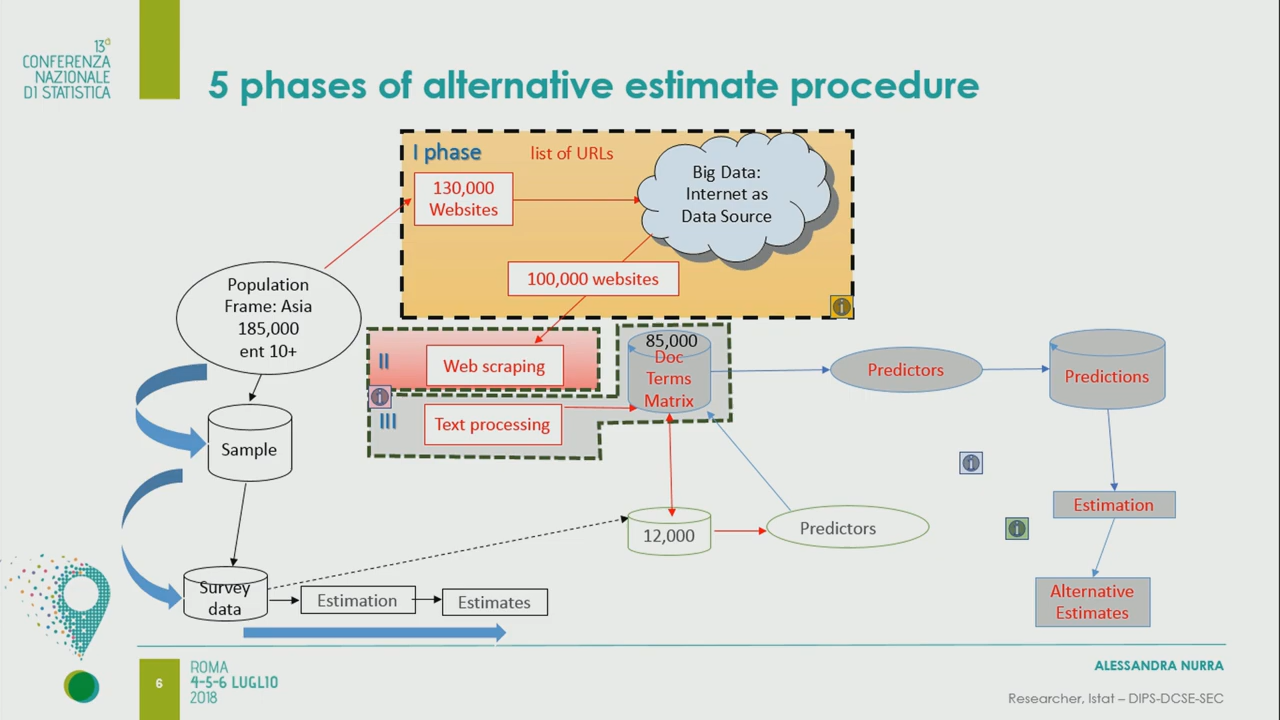 13°
CONFERENZA
NAZIONALE
DI STATISTICA
5 phases of alternative estimate procedure
I phase
list of URLs
130,000
Websites
Big Data:
Internet as
Data Source
100,000 websites
Population
Frame: Asia
185,000
ent 10+
II
Web scraping
III
Text processing
85,000
Doc
Terms
Matrix
Predictors
Predictions
Sample
12,000
Predictors
Estimation
Survey
data
Estimation
Estimates
Alternative
Estimates
6
ROMA
4-5-6 LUGLIO
2018
ALESSANDRA NURRA
Researcher, Istat – DIPS-DCSE-SEC